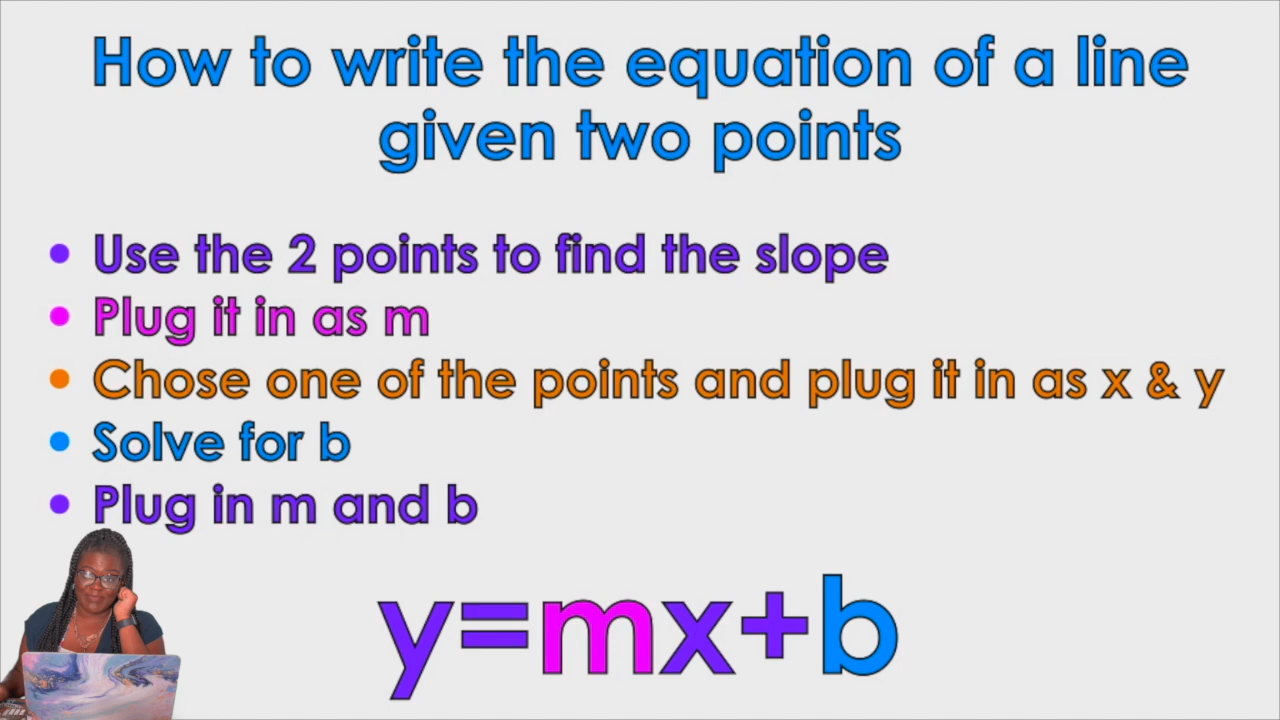 How to write the equation of a line
given two points
• Use the 2 points to find the slope
• Plug it in as m
• Chose one of the points and plug it in as x & y
• Solve for b
• Plug in m and b
y=mx+b